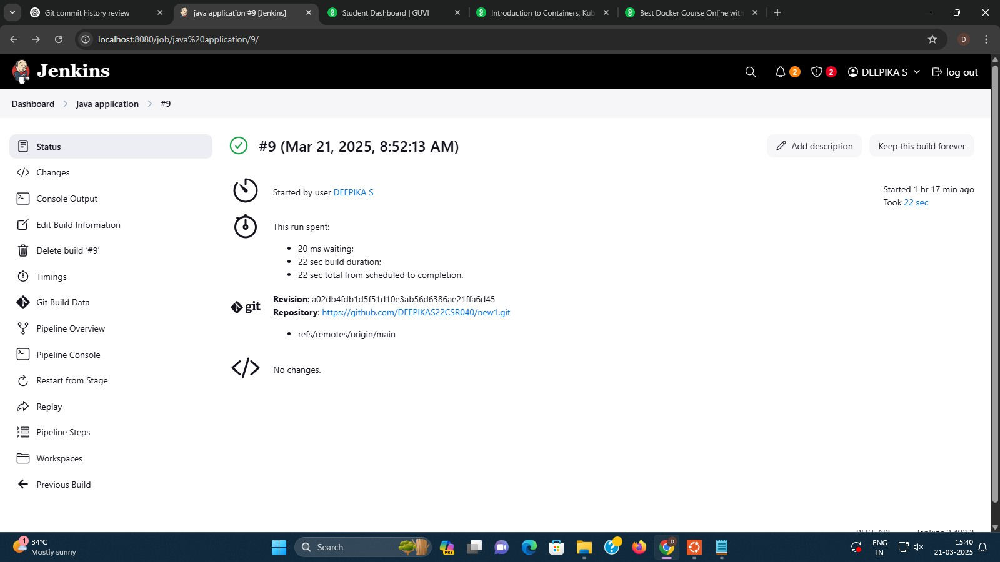 Git commit history review
java application #9 [Jenkins]
Student Dashboard | GUVI
Introduction to Containers, Kub
Best Docker Course Online with
localhost:8080/job/java%20application/9/
D
Jenkins
2
2
DEEPIKA S
log out
Dashboard
java application
#9
Status
Changes
Console Output
Edit Build Information
Delete build ‘#9’
Timings
Git Build Data
Pipeline Overview
Pipeline Console
Restart from Stage
Replay
Pipeline Steps
Workspaces
Previous Build
#9 (Mar 21, 2025, 8:52:13 AM)
Add description
Keep this build forever
Started by user DEEPIKA S
Started 1 hr 17 min ago
Took 22 sec
This run spent:
20 ms waiting;
22 sec build duration;
22 sec total from scheduled to completion.
git
Revision: a02db4fdb1d5f51d10e3ab56d6386ae21ffa6d45
Repository: https://github.com/DEEPIKAS22CSR040/new1.git
refs/remotes/origin/main
No changes.
REST API
Jenkins 2.492.2
1
34°C
Mostly sunny
Search
PRE
D
ENG
IN
15:40
21-03-2025